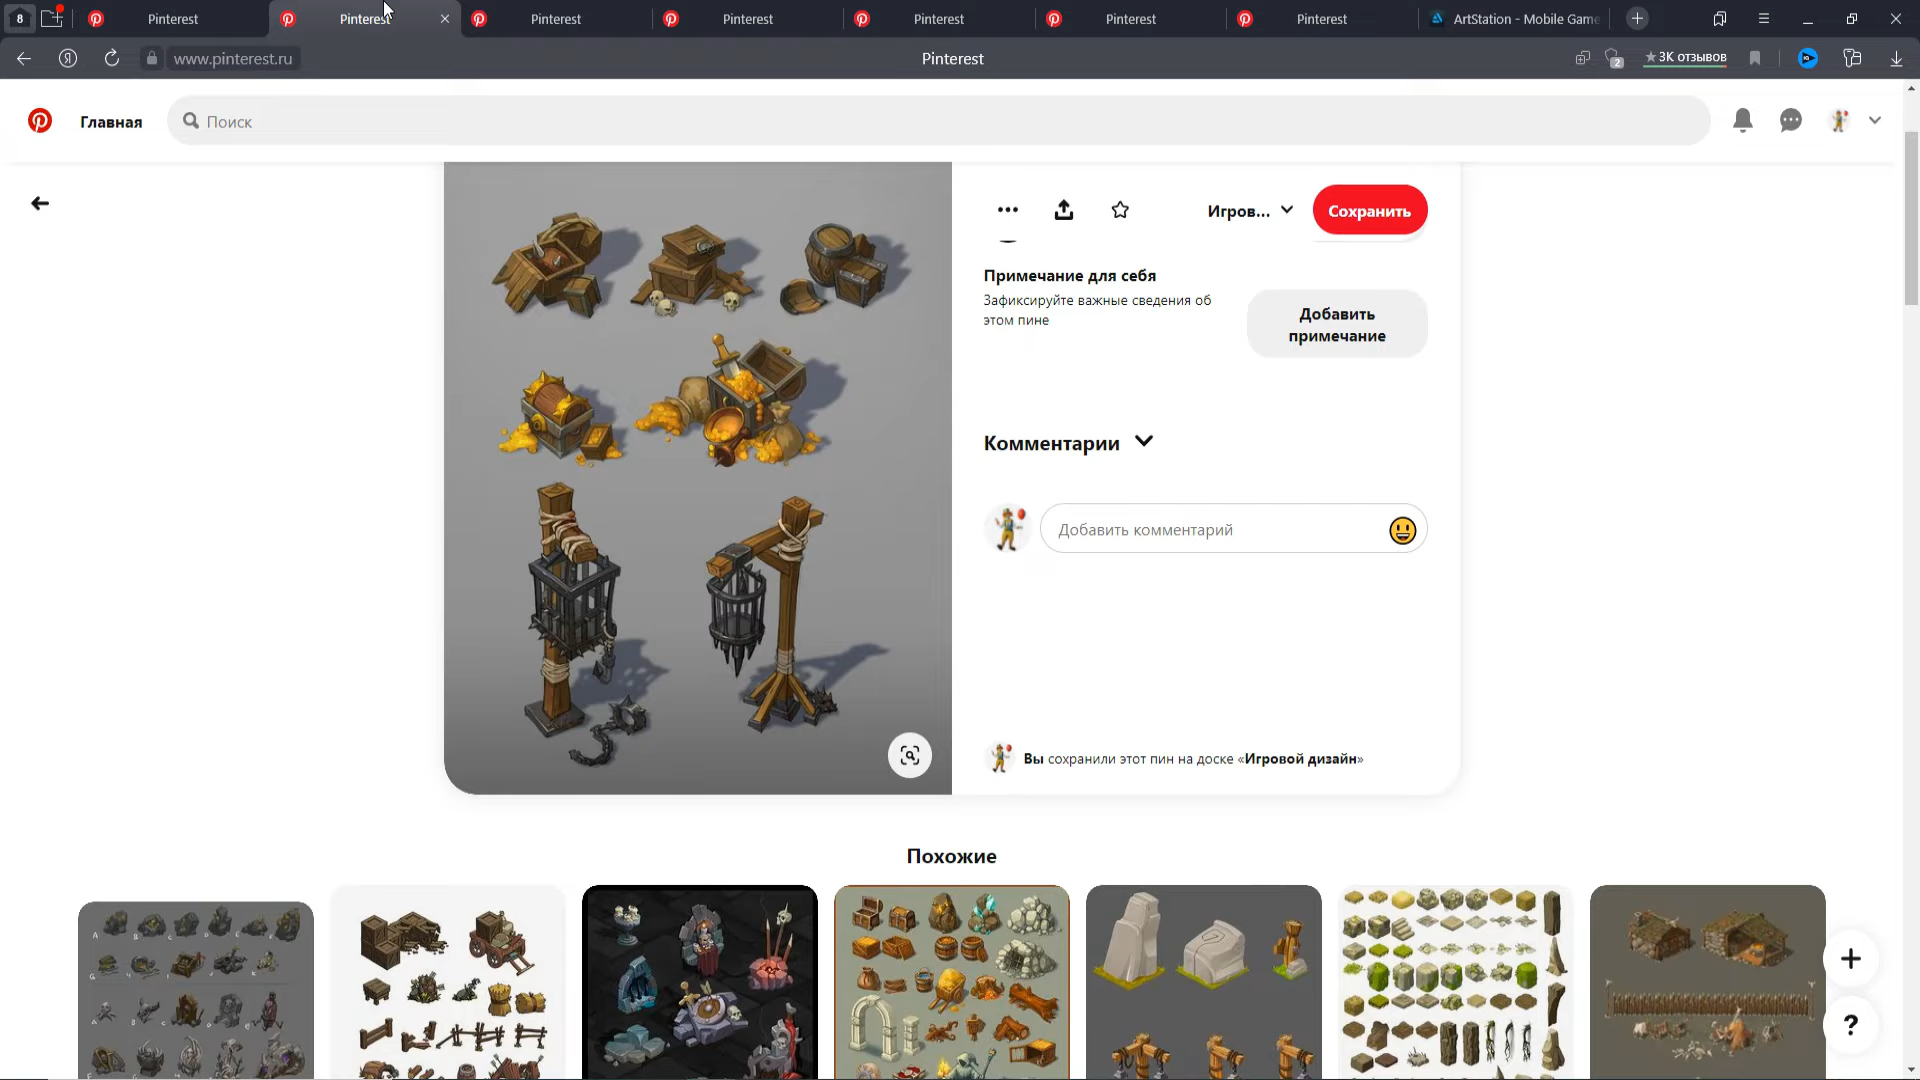 8
Pinterest
Pinterest
Pinterest
Pinterest
Pinterest
Pinterest
Pinterest
ArtStation - Mobile Game
www.pinterest.ru
Pinterest
2
★ 3K отзывов
Главная
Поиск
Игров...
Сохранить
Примечание для себя
Зафиксируйте важные сведения об
этом пине
Добавить
примечание
Комментарии
Добавить комментарий
Вы сохранили этот пин на доске «Игровой дизайн»
Похожие